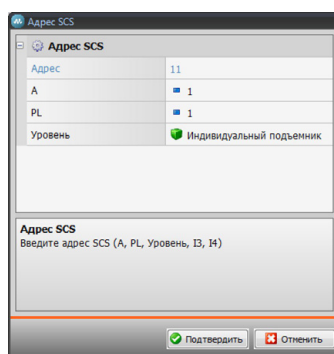 Адрес SCS
Адрес SCS
Адрес 11
A 1
PL 1
Уровень Индивидуальный подъемник
Адрес SCS
Введите адрес SCS (A, PL, Уровень, I3, I4)
Подтвердить Отменить